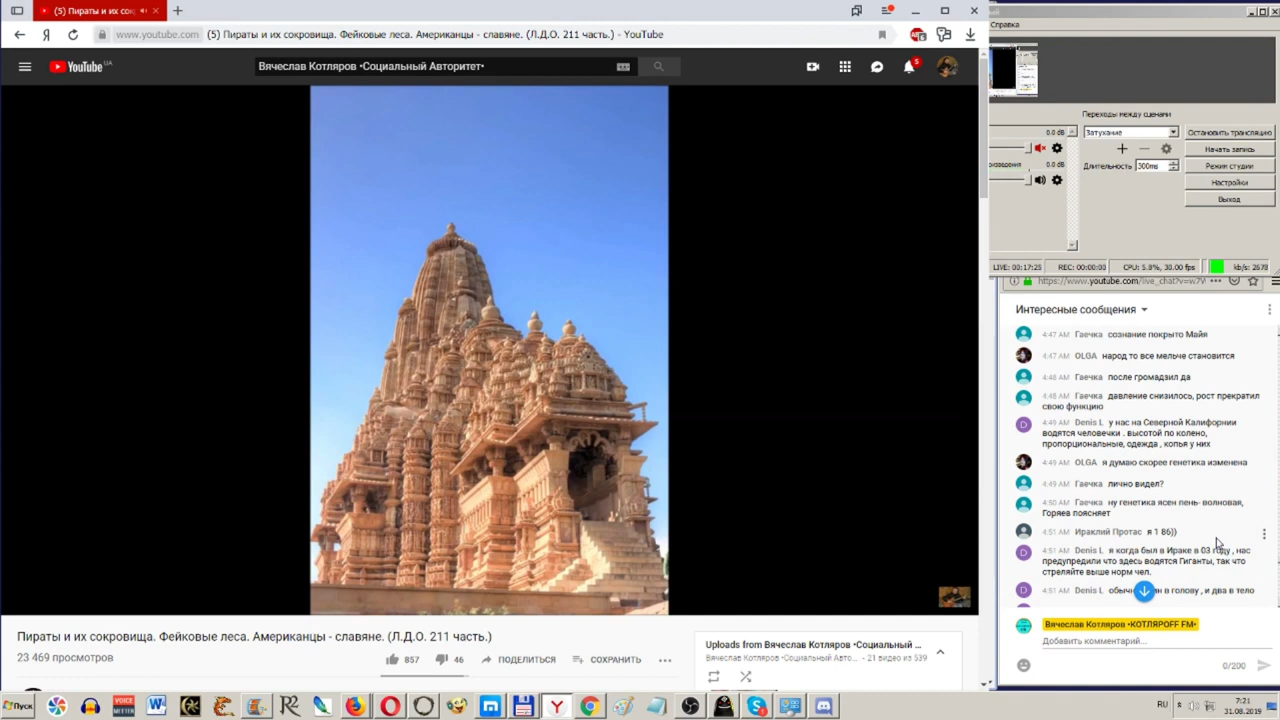 (5) Пираты и их со
www.youtube.com
(5) Пираты и их сокровища. Фейковые леса. Американцы - славяне. (Л.Д.О. 211 часть.) - YouTube
YouTube UA
Вячеслав Котляров •Социальный Авторитет•
5
Пираты и их сокровища. Фейковые леса. Американцы - славяне. (Л.Д.О. 211 часть.)
23 469 просмотров
857
46
ПОДЕЛИТЬСЯ
СОХРАНИТЬ
Uploads from Вячеслав Котляров •Социальный ...
Вячеслав Котляров •Социальный Авто... - 21 видео из 539
Справка
Переходы между сценами
0.0 dB
Затухание
Остановить трансляцию
Начать запись
0.0 dB
Длительность
300ms
Режим студии
Настройки
Выход
LIVE: 00:17:25
REC: 00:00:00
CPU: 5.8%, 30.00 fps
kb/s: 2678
https://www.youtube.com/live_chat?v=w7
Интересные сообщения
4:47 AM Гаечка сознание покрыто Майя
4:47 AM OLGA народ то все мельче становится
4:48 AM Гаечка после громадзил да
4:48 AM Гаечка давление снизилось, рост прекратил
свою функцию
4:49 AM Denis L у нас на Северной Калифорнии
водятся человечки . высотой по колено,
пропорциональные, одежда , копья у них
4:49 AM OLGA я думаю скорее генетика изменена
4:49 AM Гаечка лично видел?
4:50 AM Гаечка ну генетика ясен пень- волновая,
Горяев поясняет
4:51 AM Ираклий Протас я 1 86))
4:51 AM Denis L я когда был в Ираке в 03 году , нас
предупредили что здесь водятся Гиганты, так что
стреляйте выше норм чел.
4:51 AM Denis L в голову , и два в тело
Вячеслав Котляров •КОТЛЯРОFF FM•
Добавить комментарий...
0/200
Пуск
VOICE MEETER
RU
7:21
31.08.2019